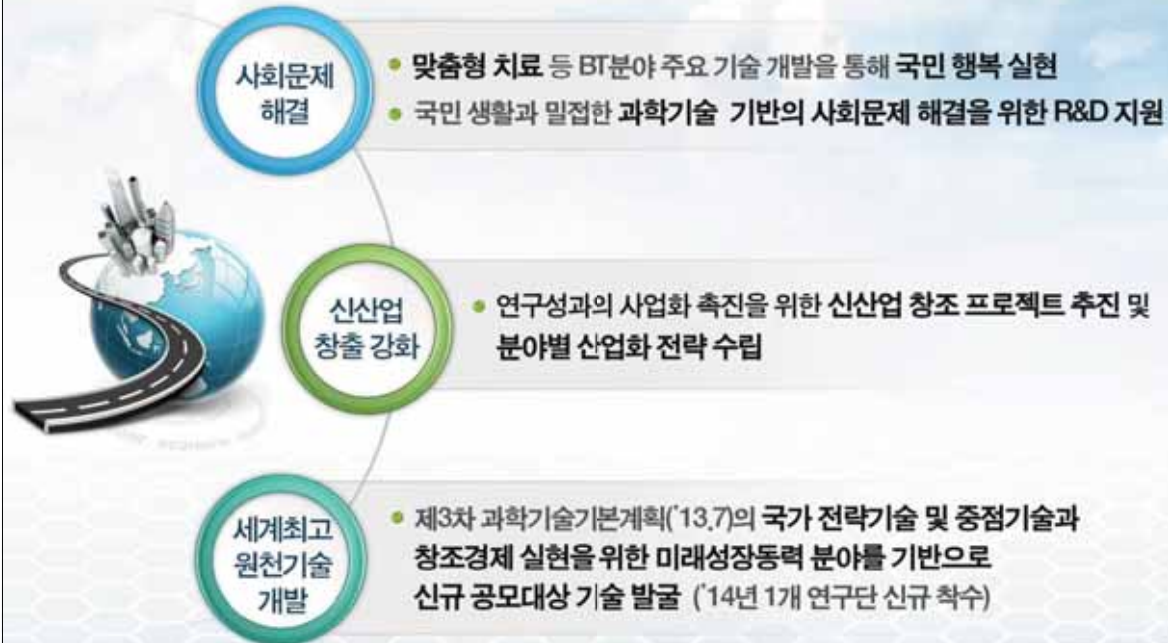 사회문제
해결
• 맞춤형 치료 등 BT분야 주요 기술 개발을 통해 국민 행복 실현
• 국민 생활과 밀접한 과학기술 기반의 사회문제 해결을 위한 R&D 지원
신산업
창출 강화
• 연구성과의 사업화 촉진을 위한 신산업 창조 프로젝트 추진 및
분야별 산업화 전략 수립
세계최고
원천기술
개발
• 제3차 과학기술기본계획('13.7)의 국가 전략기술 및 중점기술과
창조경제 실현을 위한 미래성장동력 분야를 기반으로
신규 공모대상 기술 발굴 ('14년 1개 연구단 신규 착수)